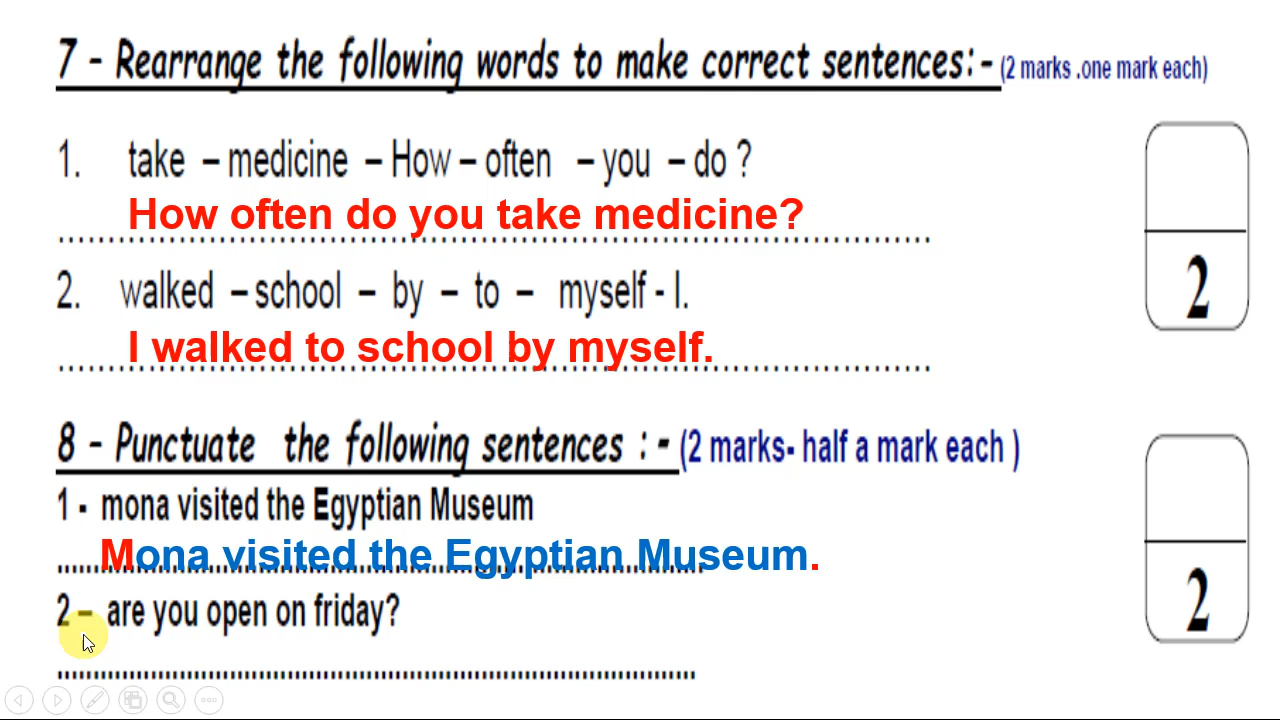 7 - Rearrange the following words to make correct sentences:- (2 marks .one mark each)
1. take – medicine – How – often – you – do ?
How often do you take medicine?
2. walked – school – by – to – myself - I.
I walked to school by myself.
2
8 - Punctuate the following sentences :- (2 marks- half a mark each )
1 - mona visited the Egyptian Museum
Mona visited the Egyptian Museum.
2 – are you open on friday?
2